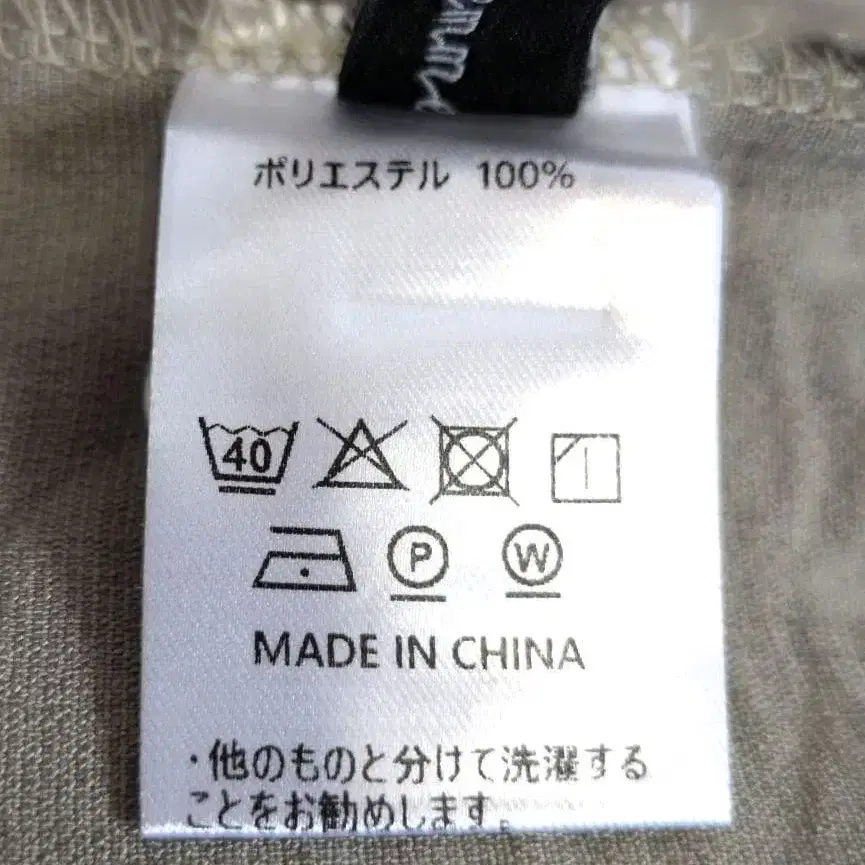 ポリエステル 100%
40
P W
MADE IN CHINA
・他のものと分けて洗濯する
ことをお勧めします。